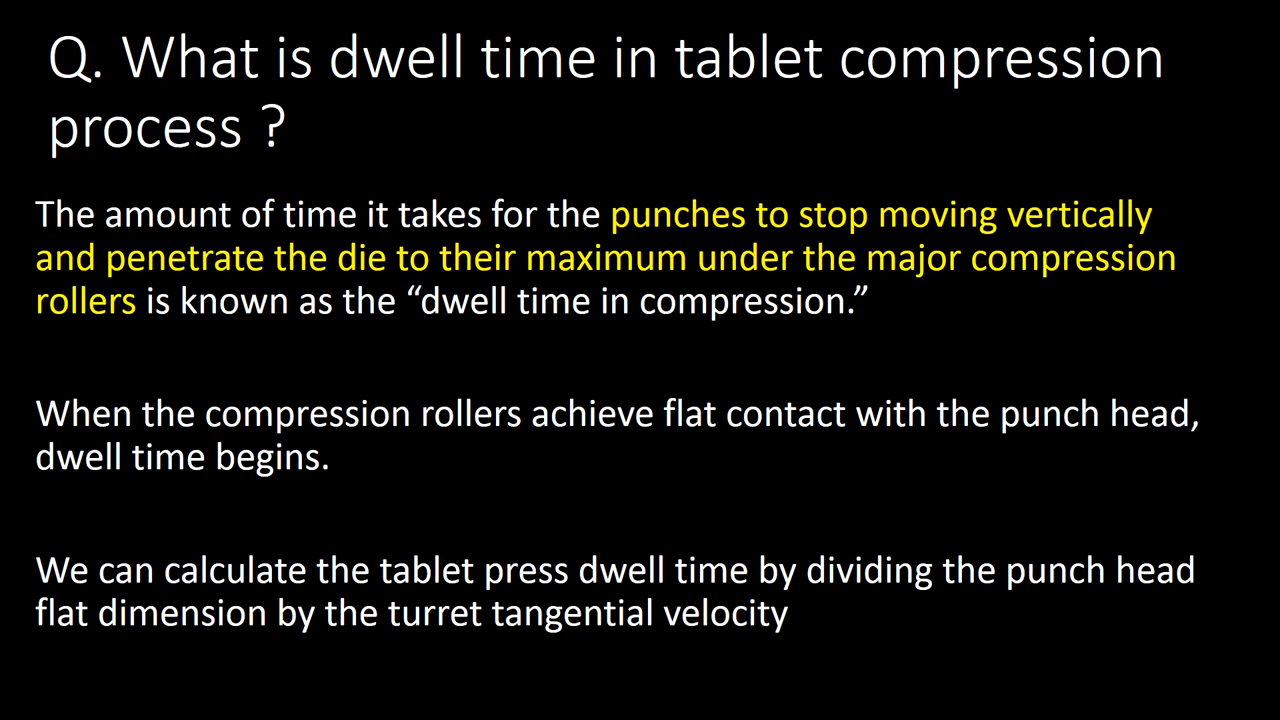 Q. What is dwell time in tablet compression
process ?
The amount of time it takes for the punches to stop moving vertically
and penetrate the die to their maximum under the major compression
rollers is known as the “dwell time in compression.”
When the compression rollers achieve flat contact with the punch head,
dwell time begins.
We can calculate the tablet press dwell time by dividing the punch head
flat dimension by the turret tangential velocity